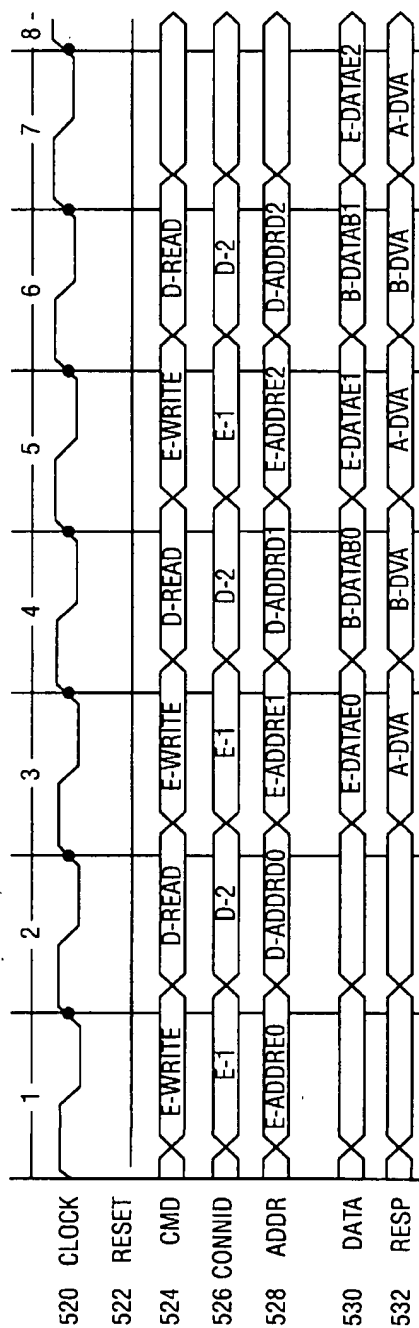 1 2 3 4 5 6 7 8
520 CLOCK
522 RESET
524 CMD E-WRITE D-READ E-WRITE D-READ E-WRITE D-READ
526 CONNID E-1 D-2 E-1 D-2 E-1 D-2
528 ADDR E-ADDRE0 D-ADDRD0 E-ADDRE1 D-ADDRD1 E-ADDRE2 D-ADDRD2
530 DATA E-DATAE0 B-DATAB0 E-DATAE1 B-DATAB1 E-DATAE2
532 RESP A-DVA B-DVA A-DVA B-DVA A-DVA